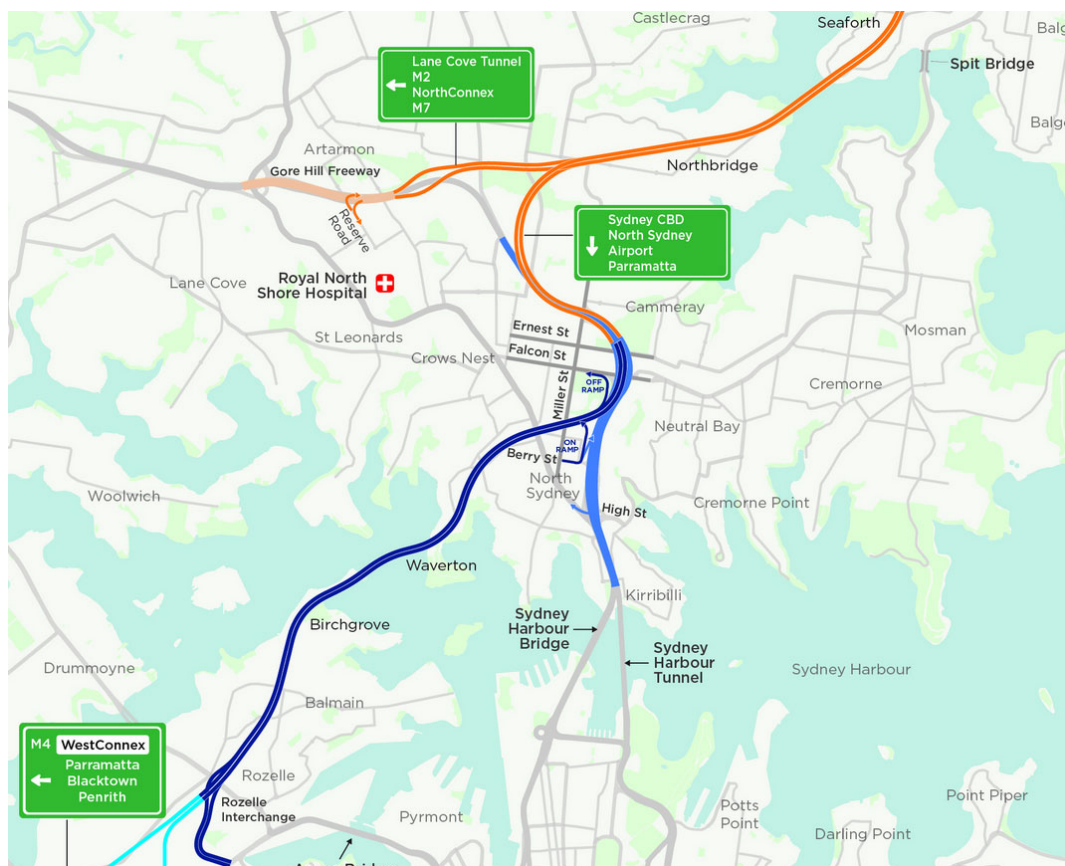 Castlecrag
Seaforth
Balg
Spit Bridge
Balg
Lane Cove Tunnel
M2
NorthConnex
M7
Artarmon
Gore Hill Freeway
Northbridge
Reserve
Road
Sydney CBD
North Sydney
Airport
Parramatta
Lane Cove
Royal North
Shore Hospital
Cammeray
St Leonards
Ernest St
Falcon St
Crows Nest
Mosman
Miller St
OFF
RAMP
Cremorne
Neutral Bay
ON
RAMP
Berry St
North
Sydney
Woolwich
High St
Cremorne Point
Waverton
Kirribilli
Sydney
Harbour
Bridge
Birchgrove
Sydney
Harbour
Tunnel
Drummoyne
Sydney Harbour
Balmain
M4 WestConnex
Parramatta
Blacktown
Penrith
Rozelle
Rozelle
Interchange
Pyrmont
Potts
Point
Point Piper
Darling Point